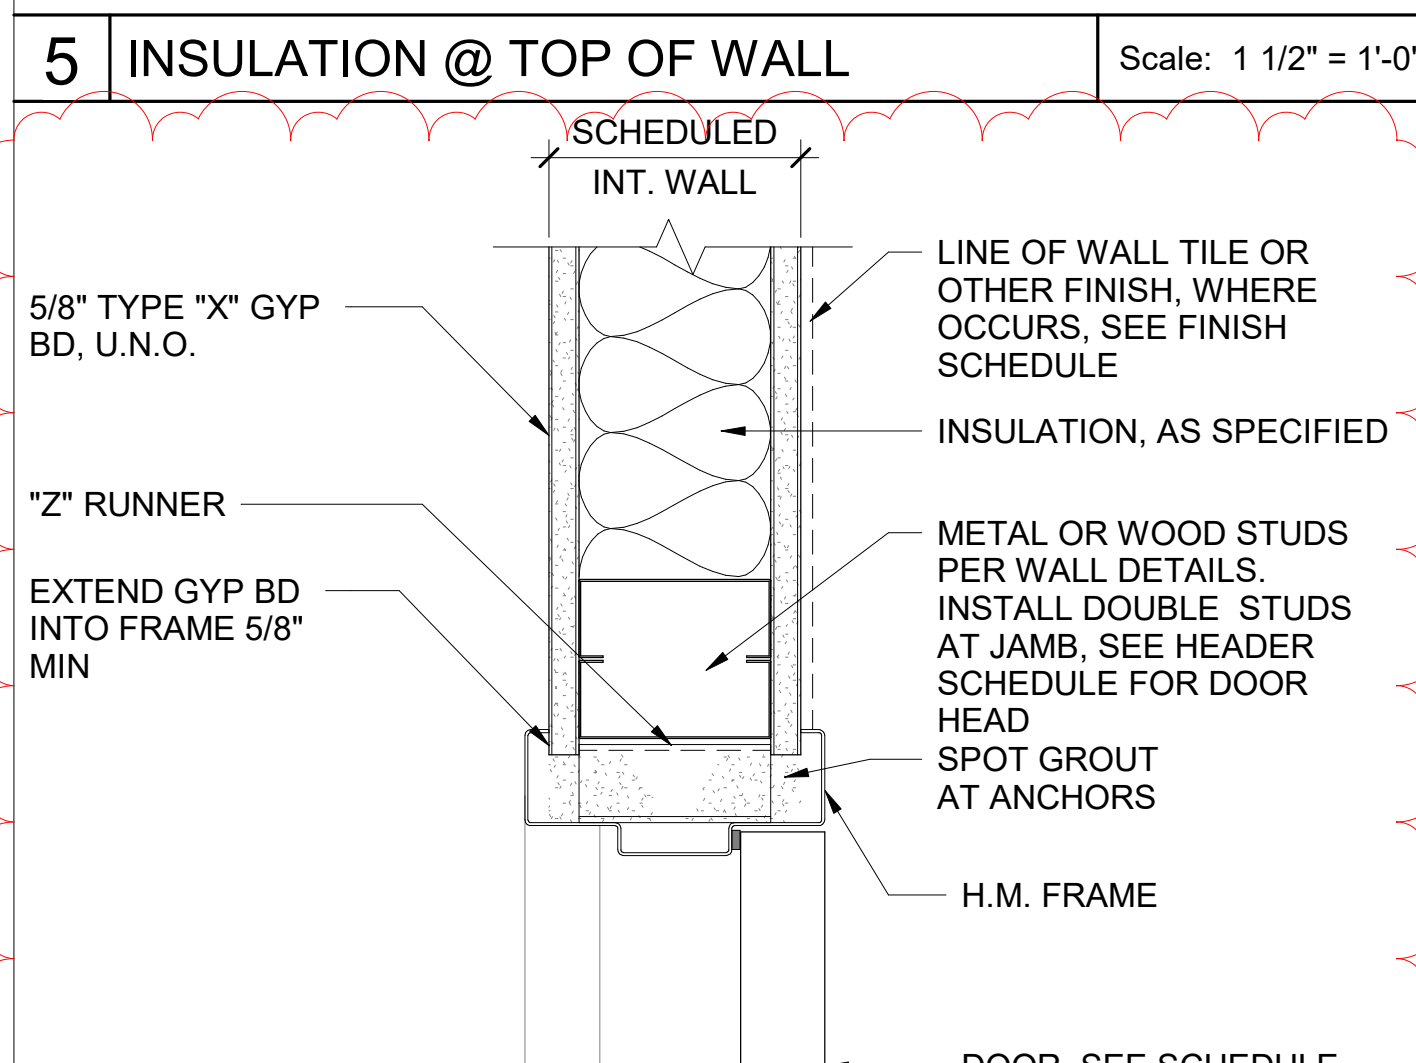 5 INSULATION @ TOP OF WALL Scale: 1 1/2" = 1'-0"
SCHEDULED
INT. WALL
5/8" TYPE "X" GYP
BD, U.N.O.
"Z" RUNNER
EXTEND GYP BD
INTO FRAME 5/8"
MIN
LINE OF WALL TILE OR
OTHER FINISH, WHERE
OCCURS, SEE FINISH
SCHEDULE
INSULATION, AS SPECIFIED
METAL OR WOOD STUDS
PER WALL DETAILS.
INSTALL DOUBLE STUDS
AT JAMB, SEE HEADER
SCHEDULE FOR DOOR
HEAD
SPOT GROUT
AT ANCHORS
H.M. FRAME
DOOR, SEE SCHEDULE